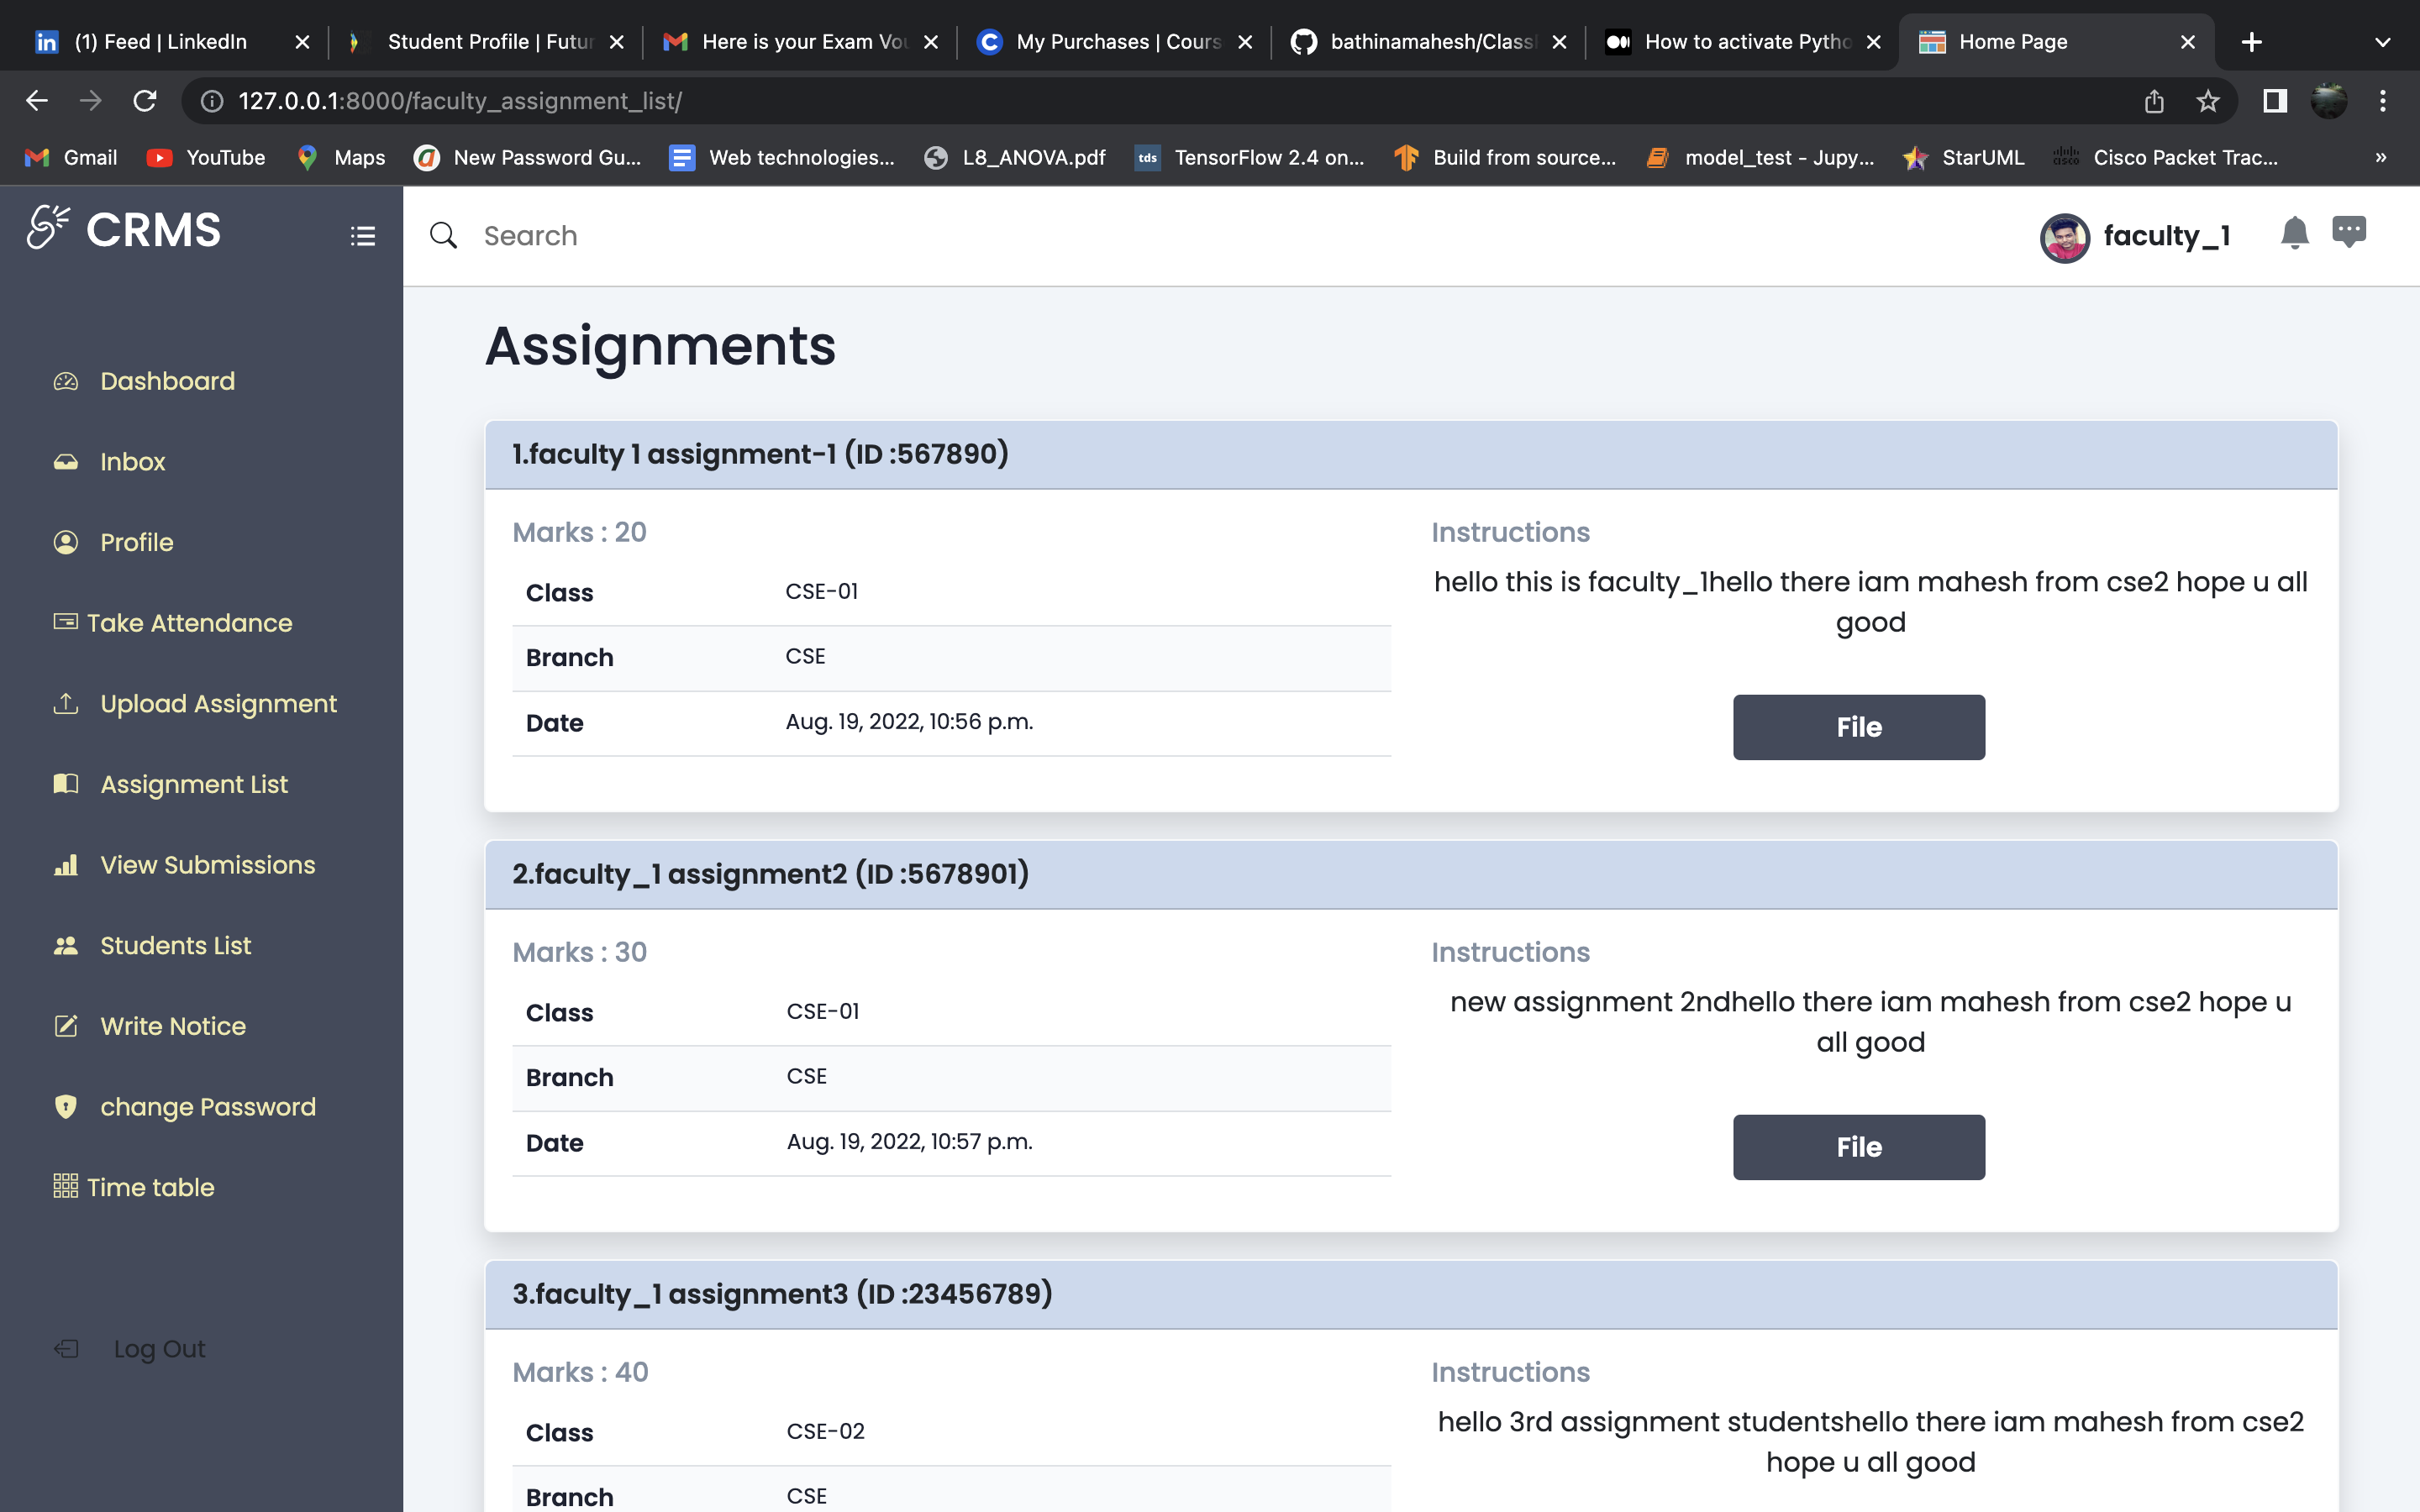 (1) Feed | LinkedIn
Student Profile | Futur
Here is your Exam Vou
My Purchases | Cours
bathinamahesh/Class
How to activate Pytho
Home Page
127.0.0.1:8000/faculty_assignment_list/
Gmail
YouTube
Maps
New Password Gu...
Web technologies...
L8_ANOVA.pdf
tds
TensorFlow 2.4 on...
Build from source...
model_test - Jupy...
StarUML
cisco
Cisco Packet Trac...
»
CRMS
Search
faculty_1
Dashboard
Inbox
Profile
Take Attendance
Upload Assignment
Assignment List
View Submissions
Students List
Write Notice
change Password
Time table
Log Out
Assignments
1.faculty 1 assignment-1 (ID :567890)
Marks : 20
Class CSE-01
Branch CSE
Date Aug. 19, 2022, 10:56 p.m.
Instructions
hello this is faculty_1hello there iam mahesh from cse2 hope u all
good
File
2.faculty_1 assignment2 (ID :5678901)
Marks : 30
Class CSE-01
Branch CSE
Date Aug. 19, 2022, 10:57 p.m.
Instructions
new assignment 2ndhello there iam mahesh from cse2 hope u
all good
File
3.faculty_1 assignment3 (ID :23456789)
Marks : 40
Class CSE-02
Branch CSE
Instructions
hello 3rd assignment studentshello there iam mahesh from cse2
hope u all good